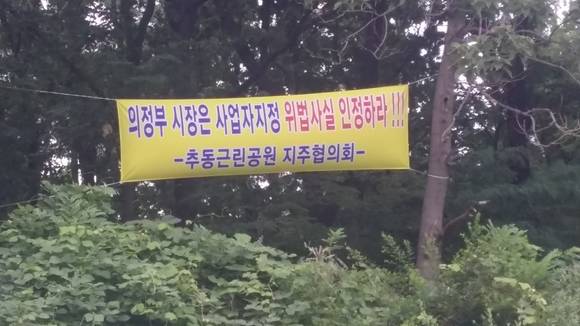 의정부 시장은 사업자지정 위법사실 인정하라 !!!
-추동근린공원 지주협의회-